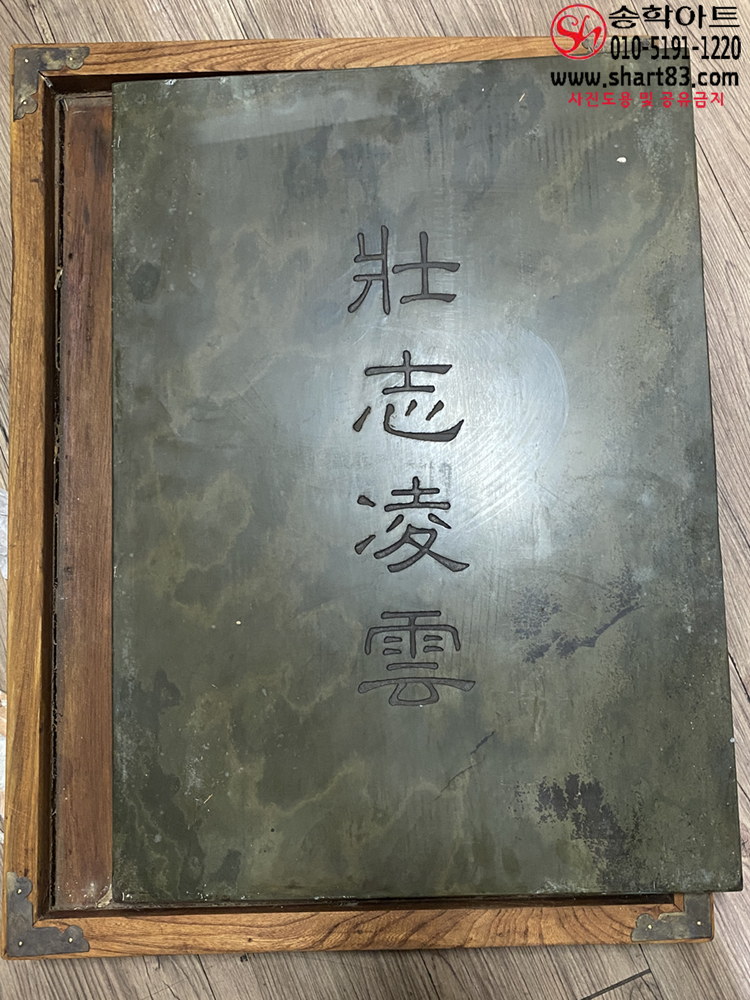 송학아트
010-5191-1220
www.shart83.com
사진도용 및 공유금지
壯
志
凌
雲